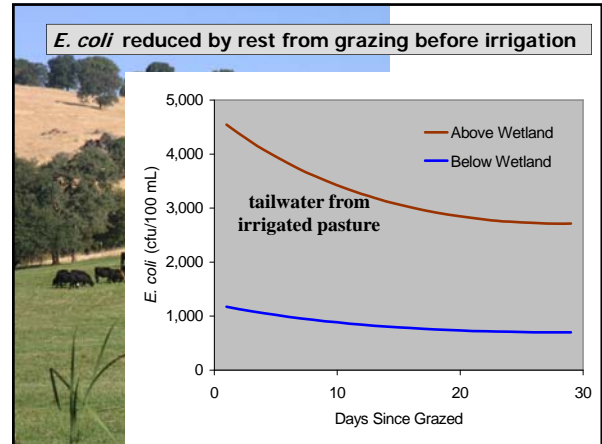 E. coli reduced by rest from grazing before irrigation
5,000
4,000
3,000
2,000
1,000
0
E. coli (cfu/100 mL)
Above Wetland
Below Wetland
tailwater from
irrigated pasture
0
10
20
30
Days Since Grazed